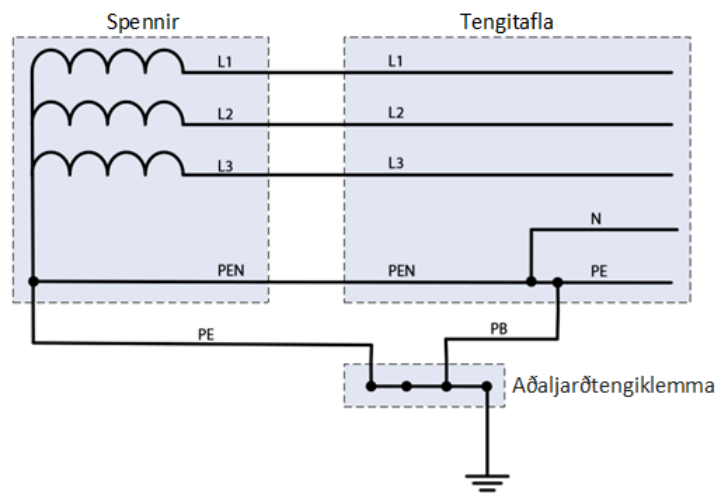 Spennir
Tengitafla
L1
L1
L2
L2
L3
L3
N
PEN
PEN
PE
PE
PB
Aðaljarðtengiklemma